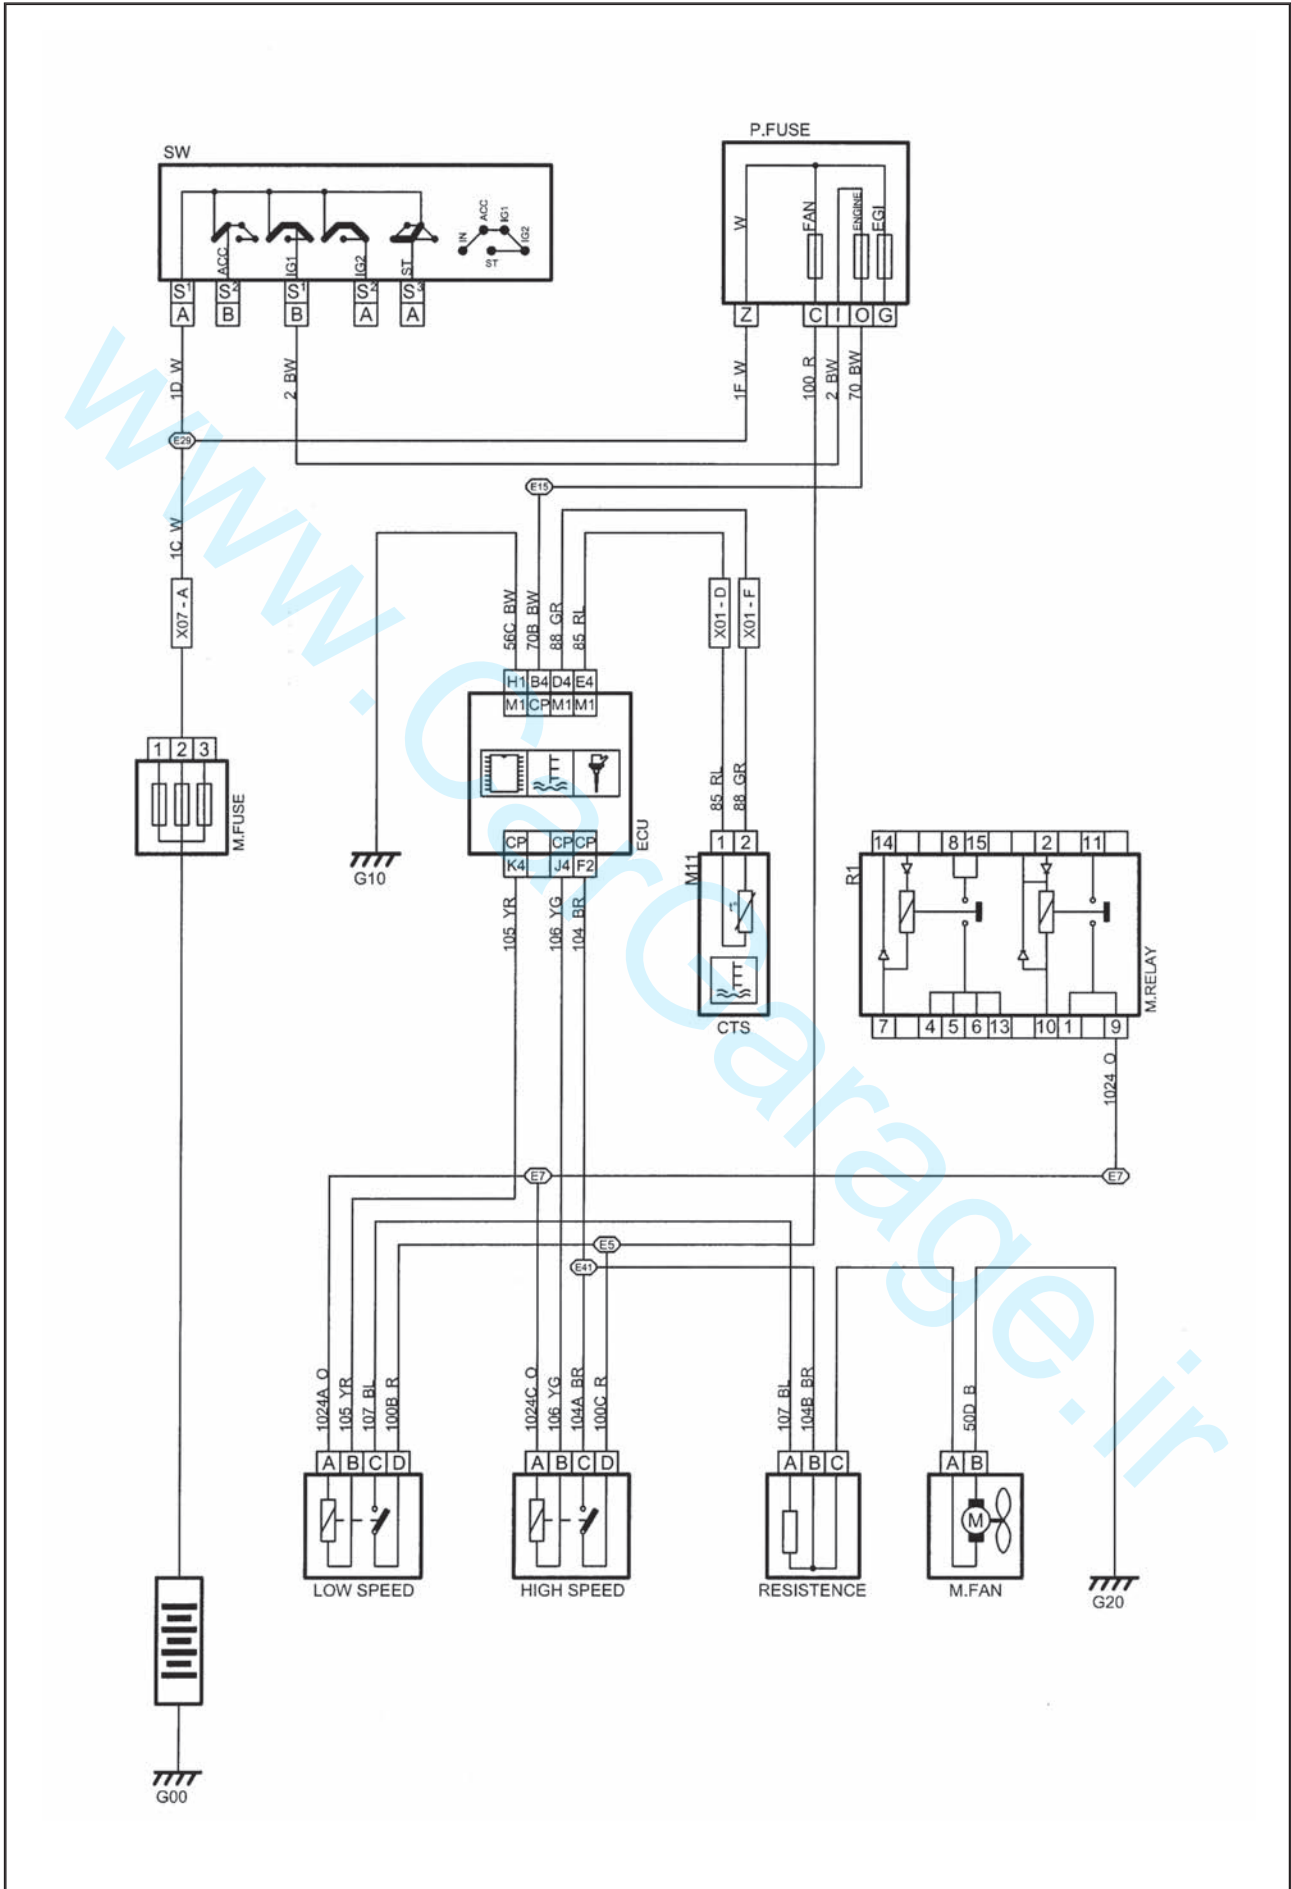 P.FUSE
SW
IN
ACC
IG1
IG2
ST
ACC
IG1
IG2
ST
W
FAN
ENGINE
EGI
S1 S2 S1 S2 S3
A B B A A
Z C I O G
1D W
2 BW
1F W
100 R
2 BW
70 BW
E29
E15
1C W
X07 - A
56C BW
70B BW
88 GR
85 RL
X01 - D
X01 - F
H1 B4 D4 E4
M1 CP M1 M1
1 2 3
M.FUSE
ECU
85 RL
88 GR
CP CP CP
K4 J4 F2
G10
1 2
M11
t°
CTS
14 8 15 2 11
R1
M.RELAY
7 4 5 6 13 10 1 9
105 YR
106 YG
104 BR
1024 O
E7
E7
E5
E41
1024A O
105 YR
107 BL
100B R
1024C O
106 YG
104A BR
100C R
107 BL
104B BR
50D B
A B C D
A B C D
A B C
A B
M
LOW SPEED
HIGH SPEED
RESISTENCE
M.FAN
G20
G00
www.CarGarage.ir